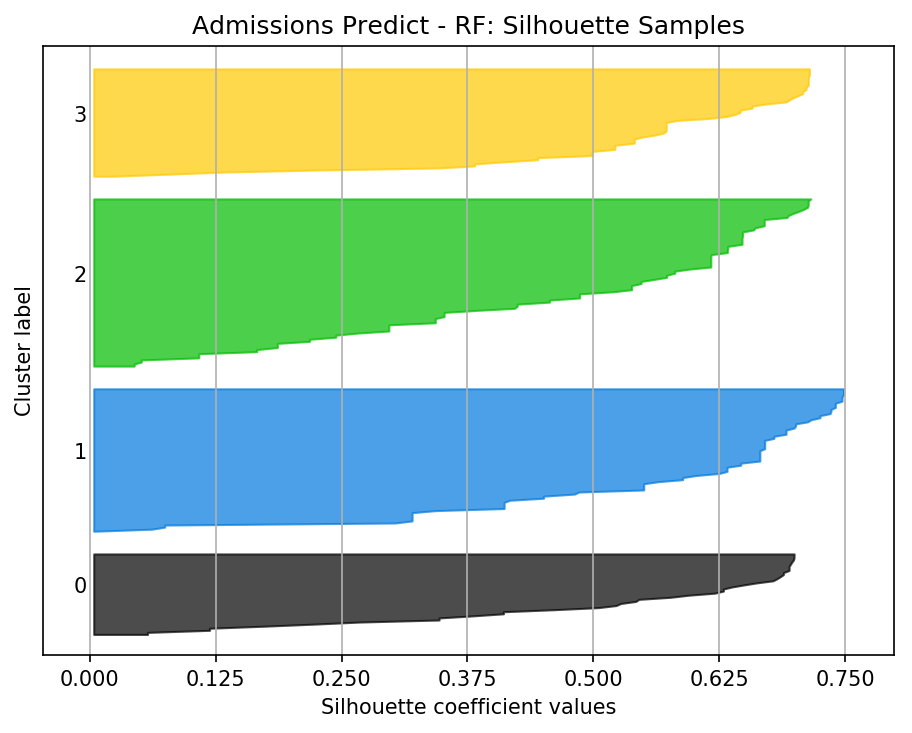 Admissions Predict - RF: Silhouette Samples
3
2
1
0
Cluster label
0.000 0.125 0.250 0.375 0.500 0.625 0.750
Silhouette coefficient values